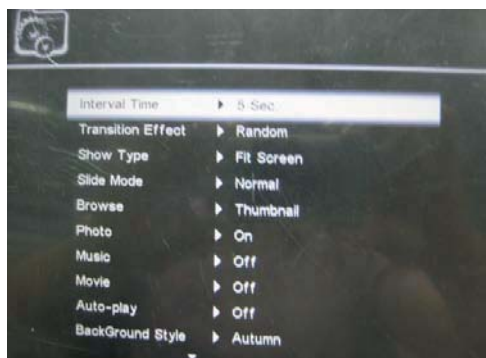 Interval Time 5 Sec
Transition Effect Random
Show Type Fit Screen
Slide Mode Normal
Browse Thumbnail
Photo On
Music Off
Movie Off
Auto-play Off
BackGround Style Autumn